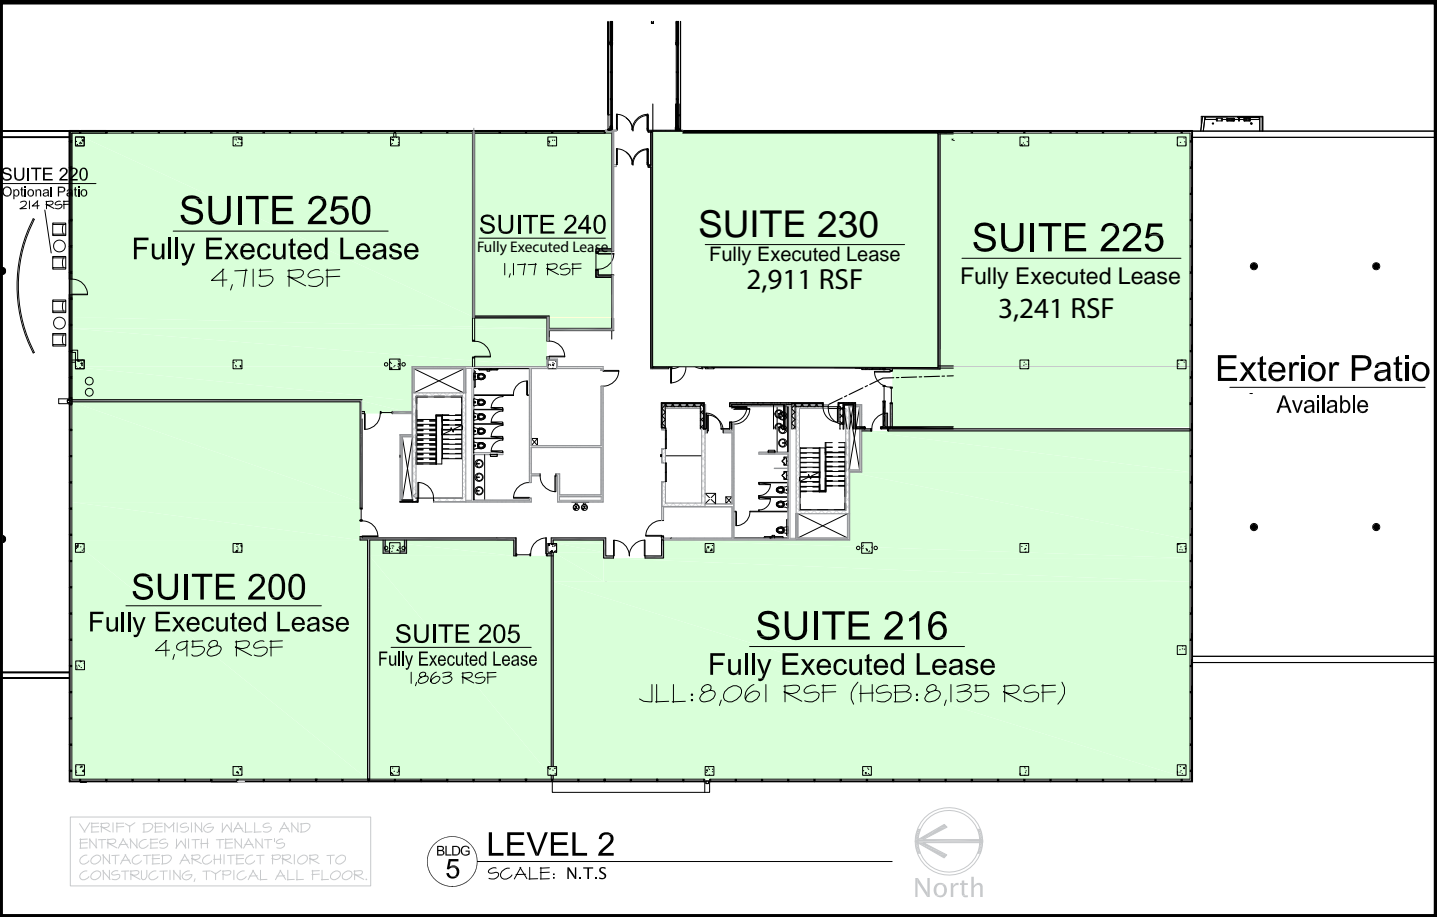 SUITE 220
Optional Patio
214 RSF
SUITE 250
Fully Executed Lease
4,715 RSF
SUITE 240
Fully Executed Lease
1,177 RSF
SUITE 230
Fully Executed Lease
2,911 RSF
SUITE 225
Fully Executed Lease
3,241 RSF
Exterior Patio
Available
SUITE 200
Fully Executed Lease
4,958 RSF
SUITE 205
Fully Executed Lease
1,863 RSF
SUITE 216
Fully Executed Lease
JLL:8,061 RSF (HSB:8,135 RSF)
VERIFY DEMISING WALLS AND
ENTRANCES WITH TENANT'S
CONTACTED ARCHITECT PRIOR TO
CONSTRUCTING, TYPICAL ALL FLOOR.
BLDG
5
LEVEL 2
SCALE: N.T.S
North